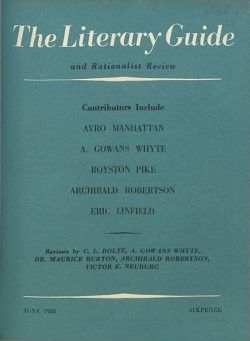 The Literary Guide
and Rationalist Review
Contributors Include
AVRO MANHATTAN
A. GOWANS WHYTE
ROYSTON PIKE
ARCHIBALD ROBERTSON
ERIC LINFIELD
Reviews by C. L. BOLTZ, A. GOWANS WHYTE,
DR. MAURICE BURTON, ARCHIBALD ROBERTSON,
VICTOR E. NEUBURG
JUNE 1950
SIXPENCE